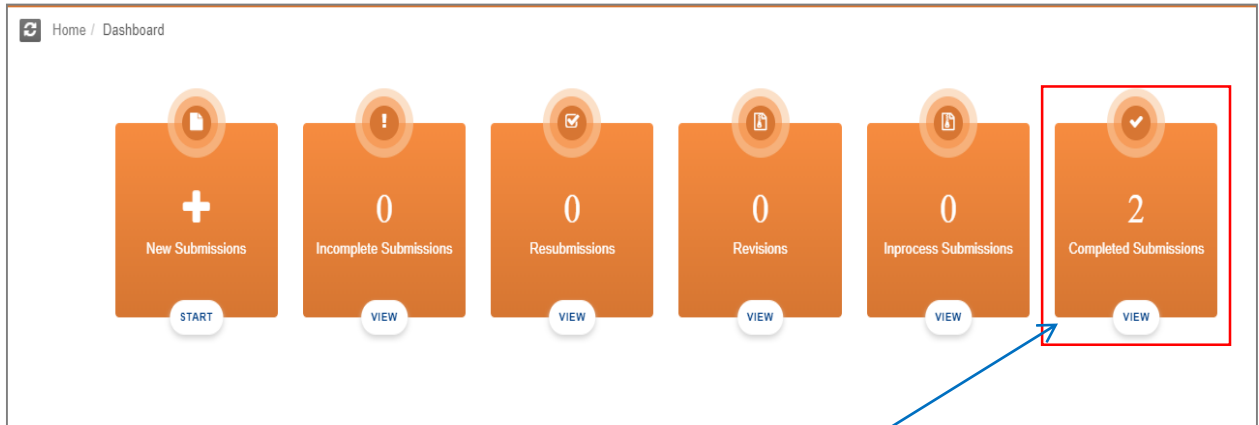 Home / Dashboard
New Submissions
START
0
Incomplete Submissions
VIEW
0
Resubmissions
VIEW
0
Revisions
VIEW
0
Inprocess Submissions
VIEW
2
Completed Submissions
VIEW